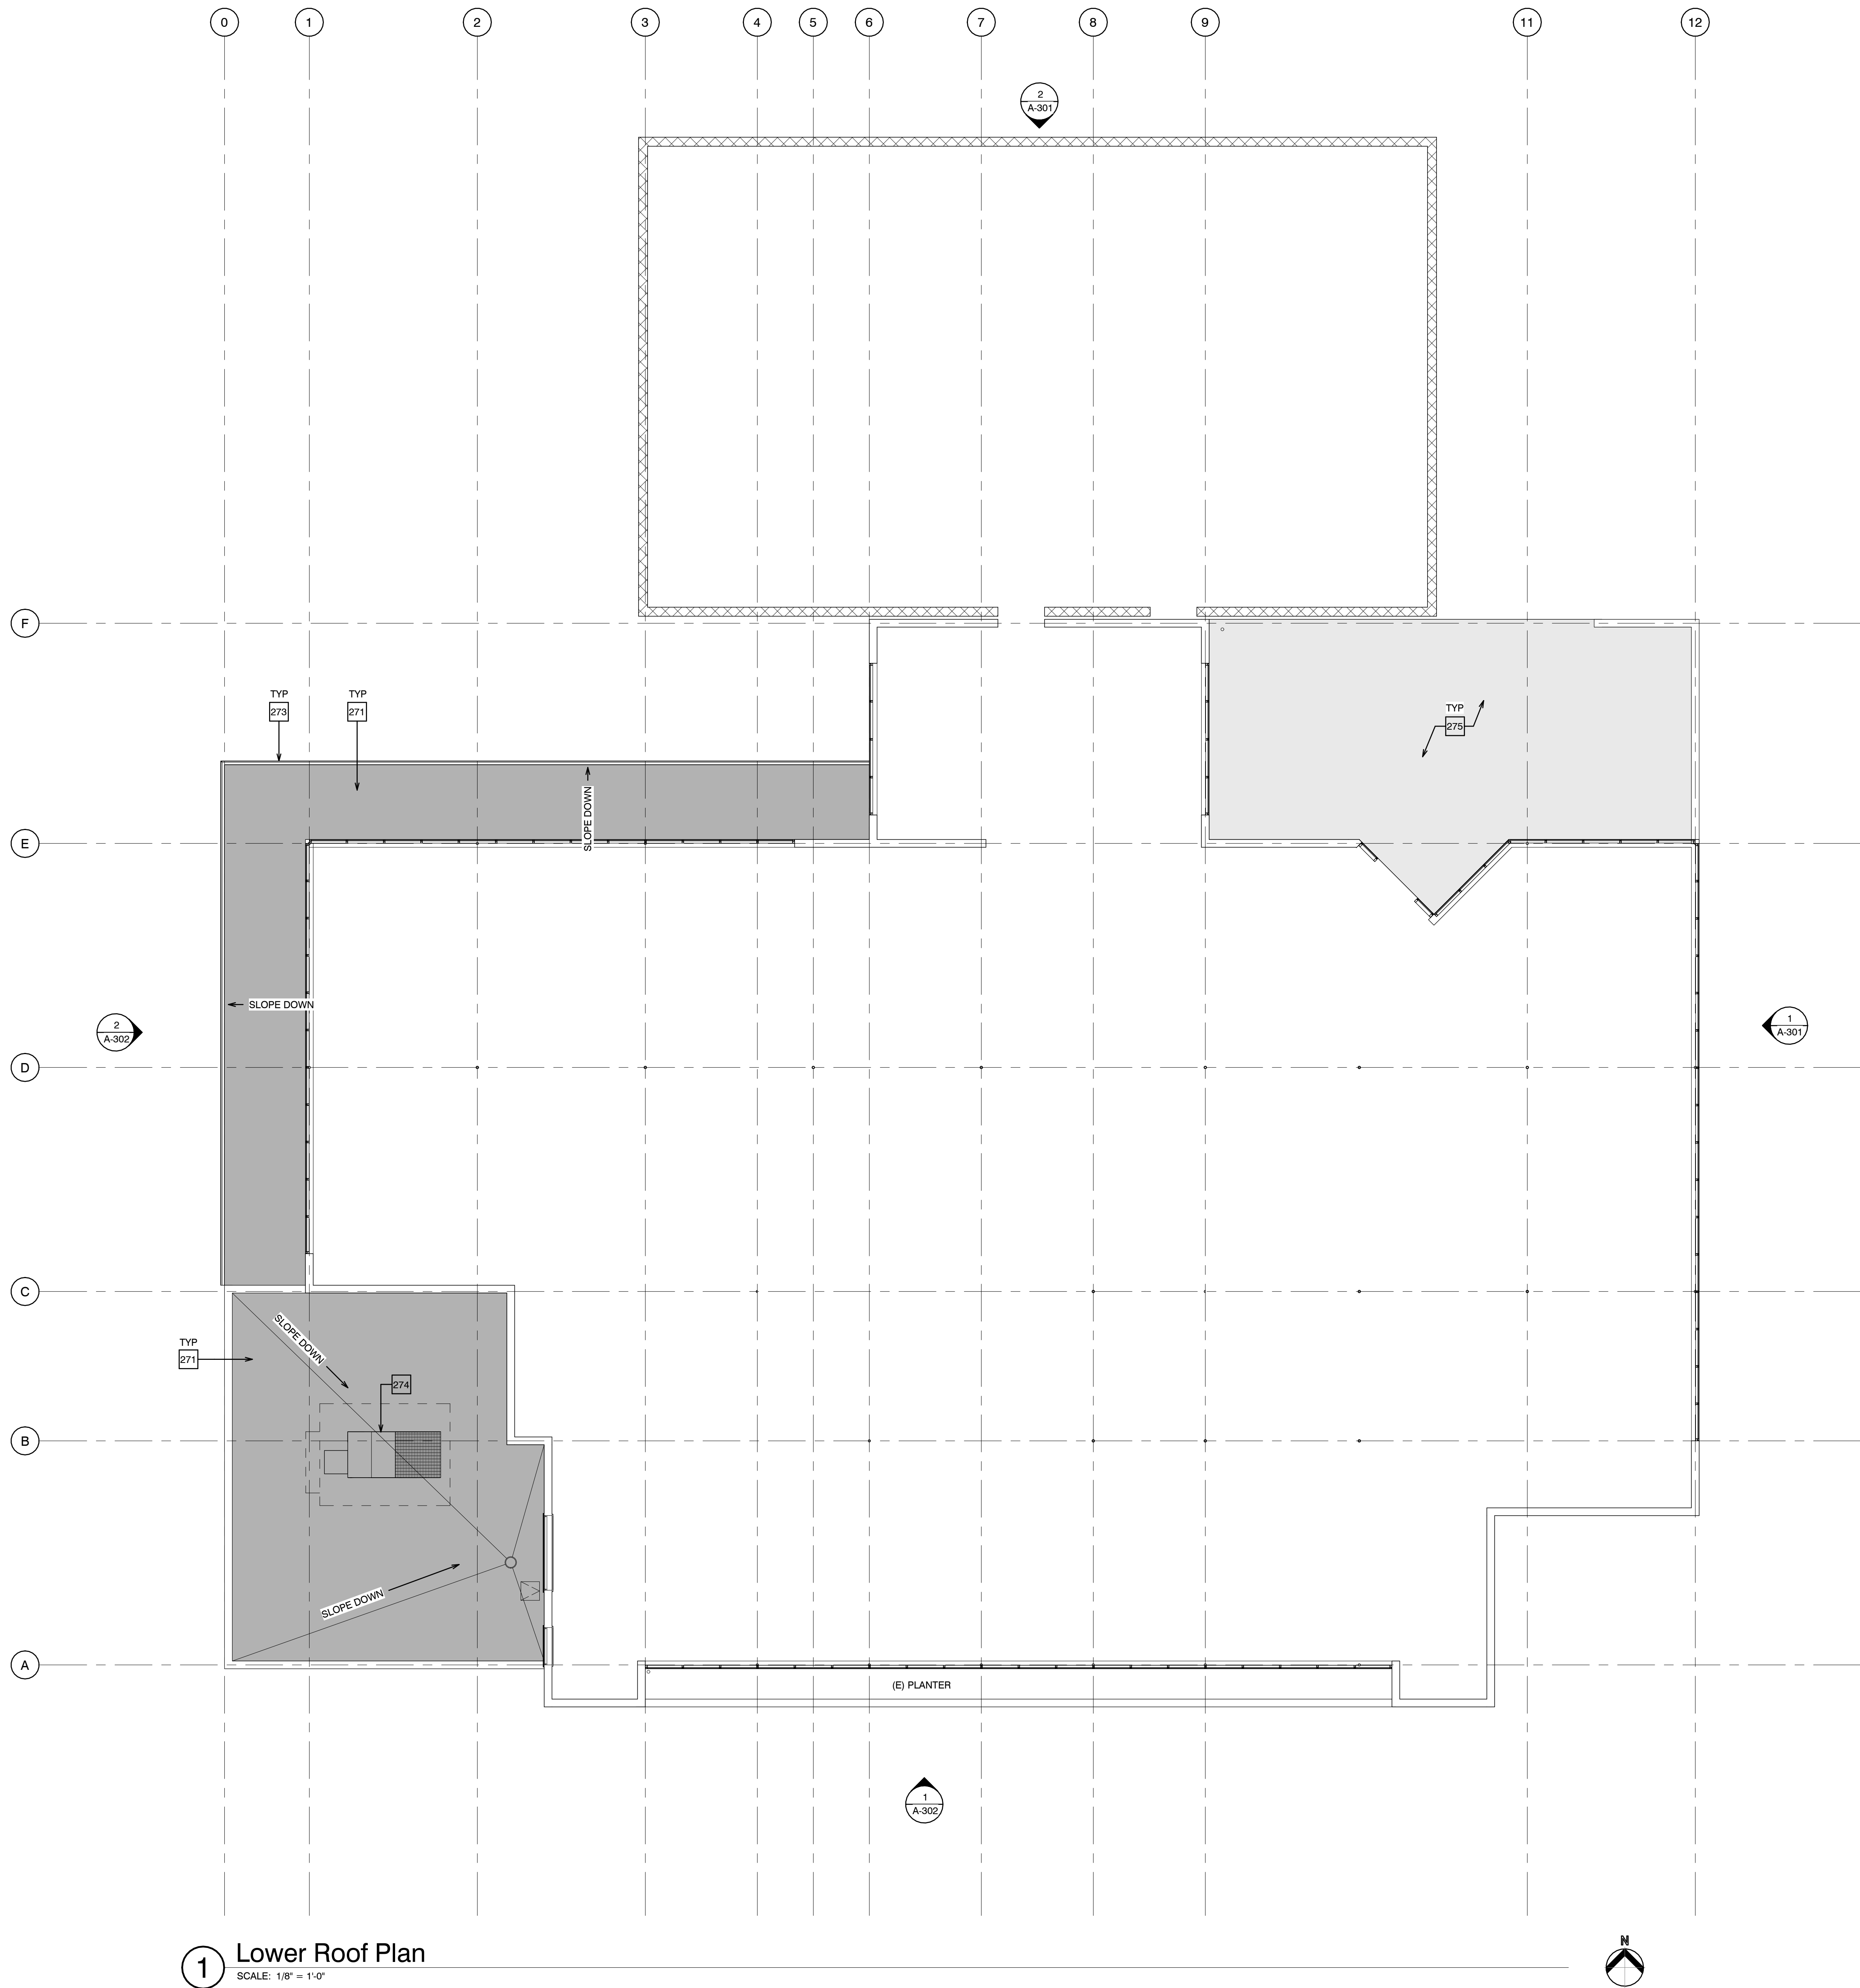 0 1 2 3 4 5 6 7 8 9 11 12
2
A-301
F
TYP
273
TYP
271
TYP
275
SLOPE DOWN
E
SLOPE DOWN
2
A-302
1
A-301
D
C
SLOPE DOWN
TYP
271
274
B
SLOPE DOWN
A
(E) PLANTER
1
A-302
1
Lower Roof Plan
SCALE: 1/8" = 1'-0"
N